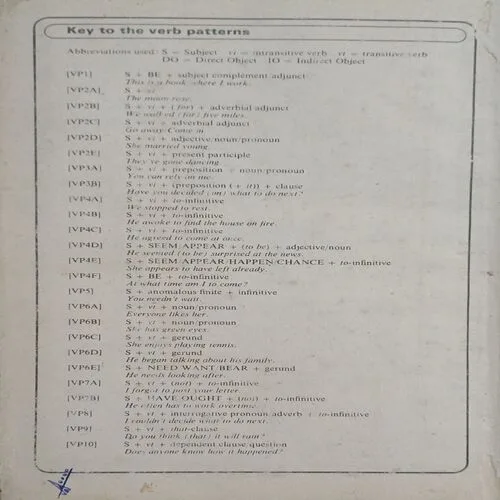 Key to the verb patterns
Abbreviations used: S = Subject vi = intransitive verb vt = transitive verb
DO = Direct Object IO = Indirect Object
[VP1] S + BE + subject complement adjunct
This is a book where I work.
[VP2A] S + vi
The moon rose.
[VP2B] S + vi + (for) + adverbial adjunct
We walked (for) five miles.
[VP2C] S + vi + adverbial adjunct
Go away Come in
[VP2D] S + vi + adjective/noun/pronoun
She married young.
[VP2E] S + vi + present participle
They've gone dancing.
[VP3A] S + vi + preposition + noun/pronoun
You can rely on me.
[VP3B] S + vi + (preposition (+ it)) + clause
Have you decided (on) what to do next?
[VP4A] S + vi + to-infinitive
We stopped to rest.
[VP4B] S + vi + to-infinitive
He awoke to find the house on fire.
[VP4C] S + vi + to-infinitive
He agreed to come at once.
[VP4D] S + SEEM/APPEAR + (to be) + adjective/noun
He seemed (to be) surprised at the news.
[VP4E] S + SEEM/APPEAR/HAPPEN/CHANCE + to-infinitive
She appears to have left already.
[VP4F] S + BE + to-infinitive
At what time am I to come?
[VP5] S + anomalous finite + infinitive
You needn't wait.
[VP6A] S + vt + noun/pronoun
Everyone likes her.
[VP6B] S + vt + noun/pronoun
She has green eyes.
[VP6C] S + vt + gerund
She enjoys playing tennis.
[VP6D] S + vt + gerund
He began talking about his family.
[VP6E] S + NEED/WANT/BEAR + gerund
He needs looking after.
[VP7A] S + vt + (not) + to-infinitive
I forgot to post your letter.
[VP7B] S + HAVE/OUGHT + (not) + to-infinitive
He often has to work overtime.
[VP8] S + vt + interrogative pronoun/adverb + to-infinitive
I couldn't decide what to do next.
[VP9] S + vt + that-clause
Do you think (that) it will rain?
[VP10] S + vt + dependent clause/question
Does anyone know how it happened?